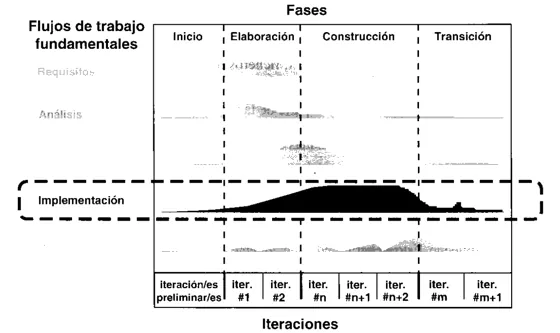 Fases
Flujos de trabajo
fundamentales
Inicio
Elaboración
Construcción
Transición
Requisitos
Análisis
Implementación
iteración/es
preliminar/es
iter.
#1
iter.
#2
iter.
#n
iter.
#n+1
iter.
#n+2
iter.
#m
iter.
#m+1
Iteraciones